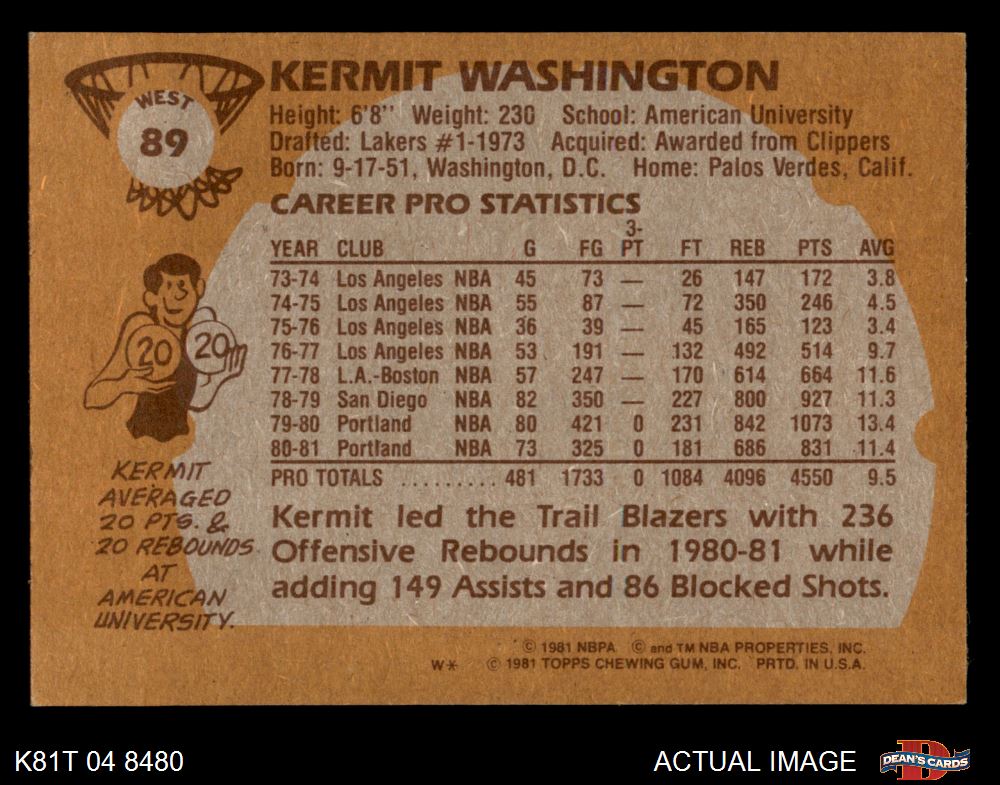 WEST
89
KERMIT WASHINGTON
Height: 6'8'' Weight: 230 School: American University
Drafted: Lakers #1-1973 Acquired: Awarded from Clippers
Born: 9-17-51, Washington, D.C. Home: Palos Verdes, Calif.
CAREER PRO STATISTICS
YEAR CLUB G FG 3-PT FT REB PTS AVG
73-74 Los Angeles NBA 45 73 — 26 147 172 3.8
74-75 Los Angeles NBA 55 87 — 72 350 246 4.5
75-76 Los Angeles NBA 36 39 — 45 165 123 3.4
76-77 Los Angeles NBA 53 191 — 132 492 514 9.7
77-78 L.A.-Boston NBA 57 247 — 170 614 664 11.6
78-79 San Diego NBA 82 350 — 227 800 927 11.3
79-80 Portland NBA 80 421 0 231 842 1073 13.4
80-81 Portland NBA 73 325 0 181 686 831 11.4
PRO TOTALS ......... 481 1733 0 1084 4096 4550 9.5
20 20
KERMIT
AVERAGED
20 PTS. &
20 REBOUNDS
AT
AMERICAN
UNIVERSITY.
Kermit led the Trail Blazers with 236
Offensive Rebounds in 1980-81 while
adding 149 Assists and 86 Blocked Shots.
© 1981 NBPA © and TM NBA PROPERTIES, INC.
W* © 1981 TOPPS CHEWING GUM, INC. PRTD. IN U.S.A.
K81T 04 8480
ACTUAL IMAGE
D
DEAN'S CARDS